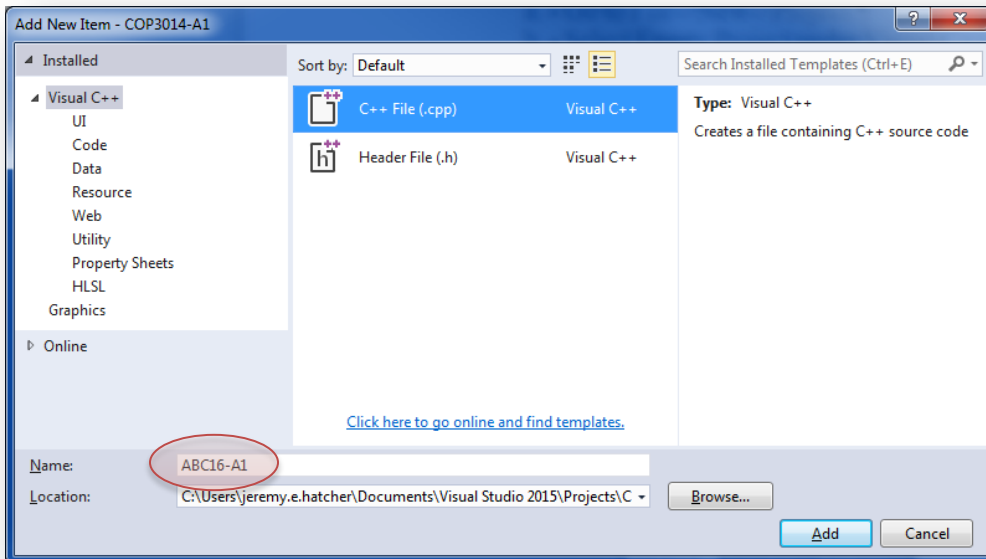 Add New Item - COP3014-A1
Installed
Visual C++
UI
Code
Data
Resource
Web
Utility
Property Sheets
HLSL
Graphics
Online
Sort by: Default
C++ File (.cpp) Visual C++
Header File (.h) Visual C++
Click here to go online and find templates.
Search Installed Templates (Ctrl+E)
Type: Visual C++
Creates a file containing C++ source code
Name: ABC16-A1
Location: C:\Users\jeremy.e.hatcher\Documents\Visual Studio 2015\Projects\C Browse...
Add Cancel